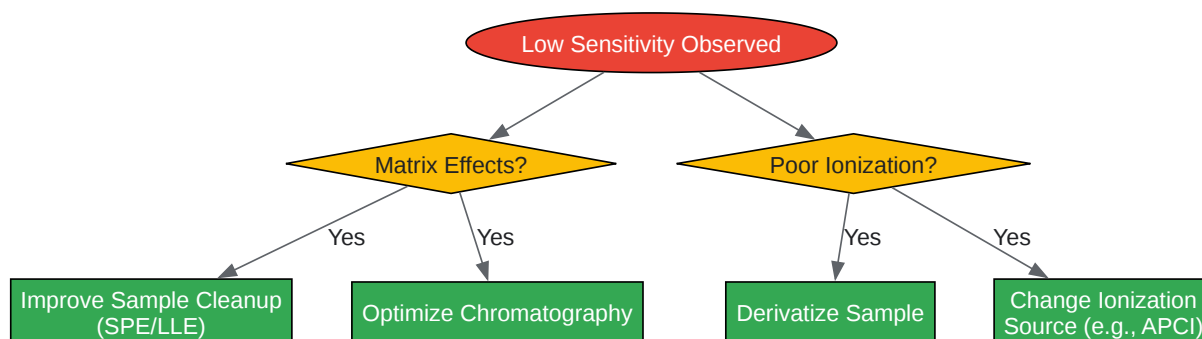 Low Sensitivity Observed
Matrix Effects?
Poor Ionization?
Yes
Yes
Yes
Yes
Improve Sample Cleanup
(SPE/LLE)
Optimize Chromatography
Derivatize Sample
Change Ionization
Source (e.g., APCI)